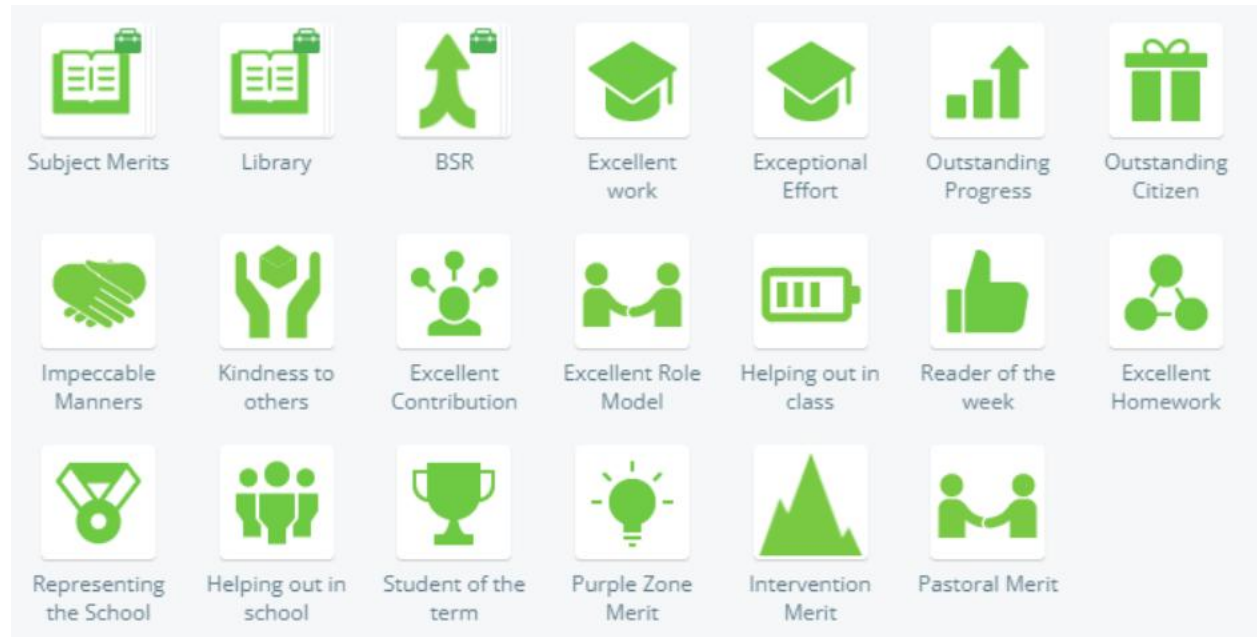 Subject Merits
Library
BSR
Excellent
work
Exceptional
Effort
Outstanding
Progress
Outstanding
Citizen
Impeccable
Manners
Kindness to
others
Excellent
Contribution
Excellent Role
Model
Helping out in
class
Reader of the
week
Excellent
Homework
Representing
the School
Helping out in
school
Student of the
term
Purple Zone
Merit
Intervention
Merit
Pastoral Merit